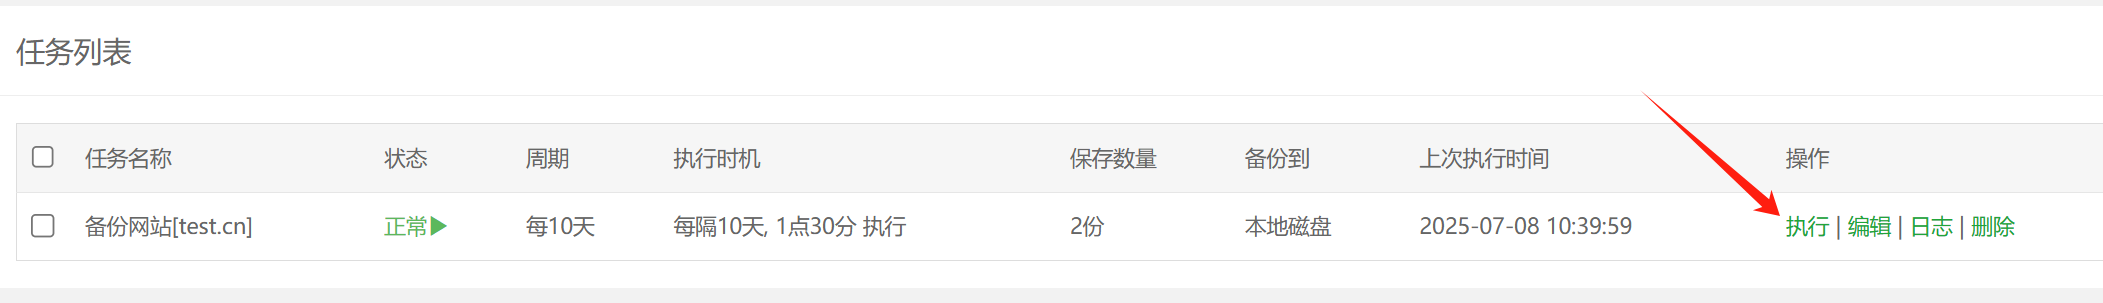 任务列表
任务名称 状态 周期 执行时机 保存数量 备份到 上次执行时间 操作
备份网站[test.cn] 正常▶ 每10天 每隔10天, 1点30分 执行 2份 本地磁盘 2025-07-08 10:39:59 执行 | 编辑 | 日志 | 删除